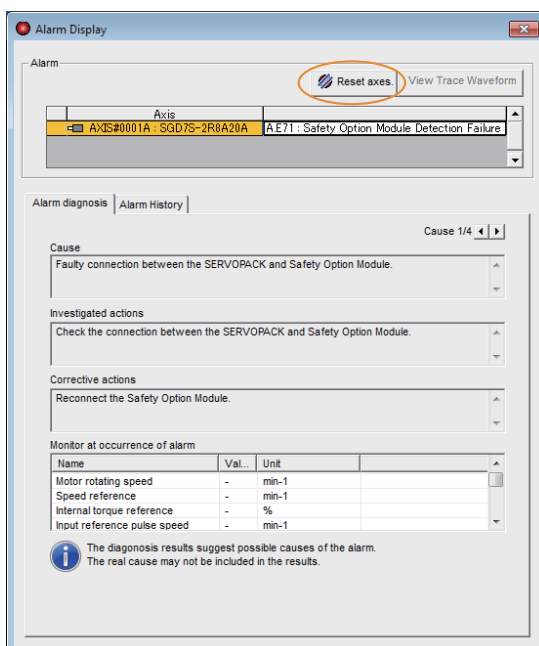 Alarm Display
Alarm
Reset axes.
View Trace Waveform
Axis
AXIS#0001A : SGD7S-2R8A20A
A.E71 : Safety Option Module Detection Failure
Alarm diagnosis
Alarm History
Cause 1/4
Cause
Faulty connection between the SERVOPACK and Safety Option Module.
Investigated actions
Check the connection between the SERVOPACK and Safety Option Module.
Corrective actions
Reconnect the Safety Option Module.
Monitor at occurrence of alarm
Name Val... Unit
Motor rotating speed - min-1
Speed reference - min-1
Internal torque reference - %
Input reference pulse speed - min-1
The diagonosis results suggest possible causes of the alarm.
The real cause may not be included in the results.